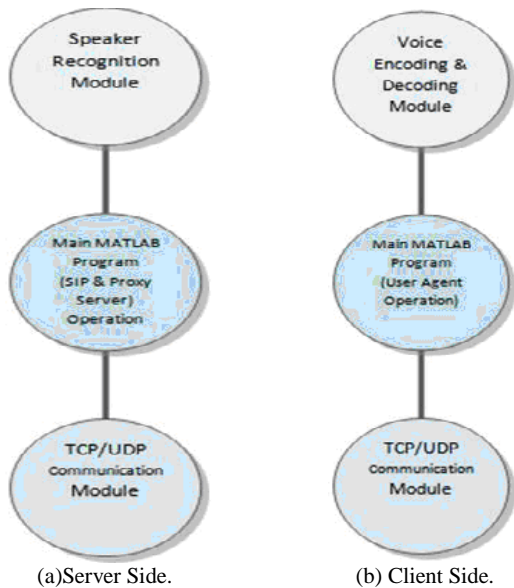 Speaker
Recognition
Module
Main MATLAB
Program
(SIP & Proxy
Server)
Operation
TCP/UDP
Communication
Module
(a)Server Side.
Voice
Encoding &
Decoding
Module
Main MATLAB
Program
(User Agent
Operation)
TCP/UDP
Communication
Module
(b) Client Side.